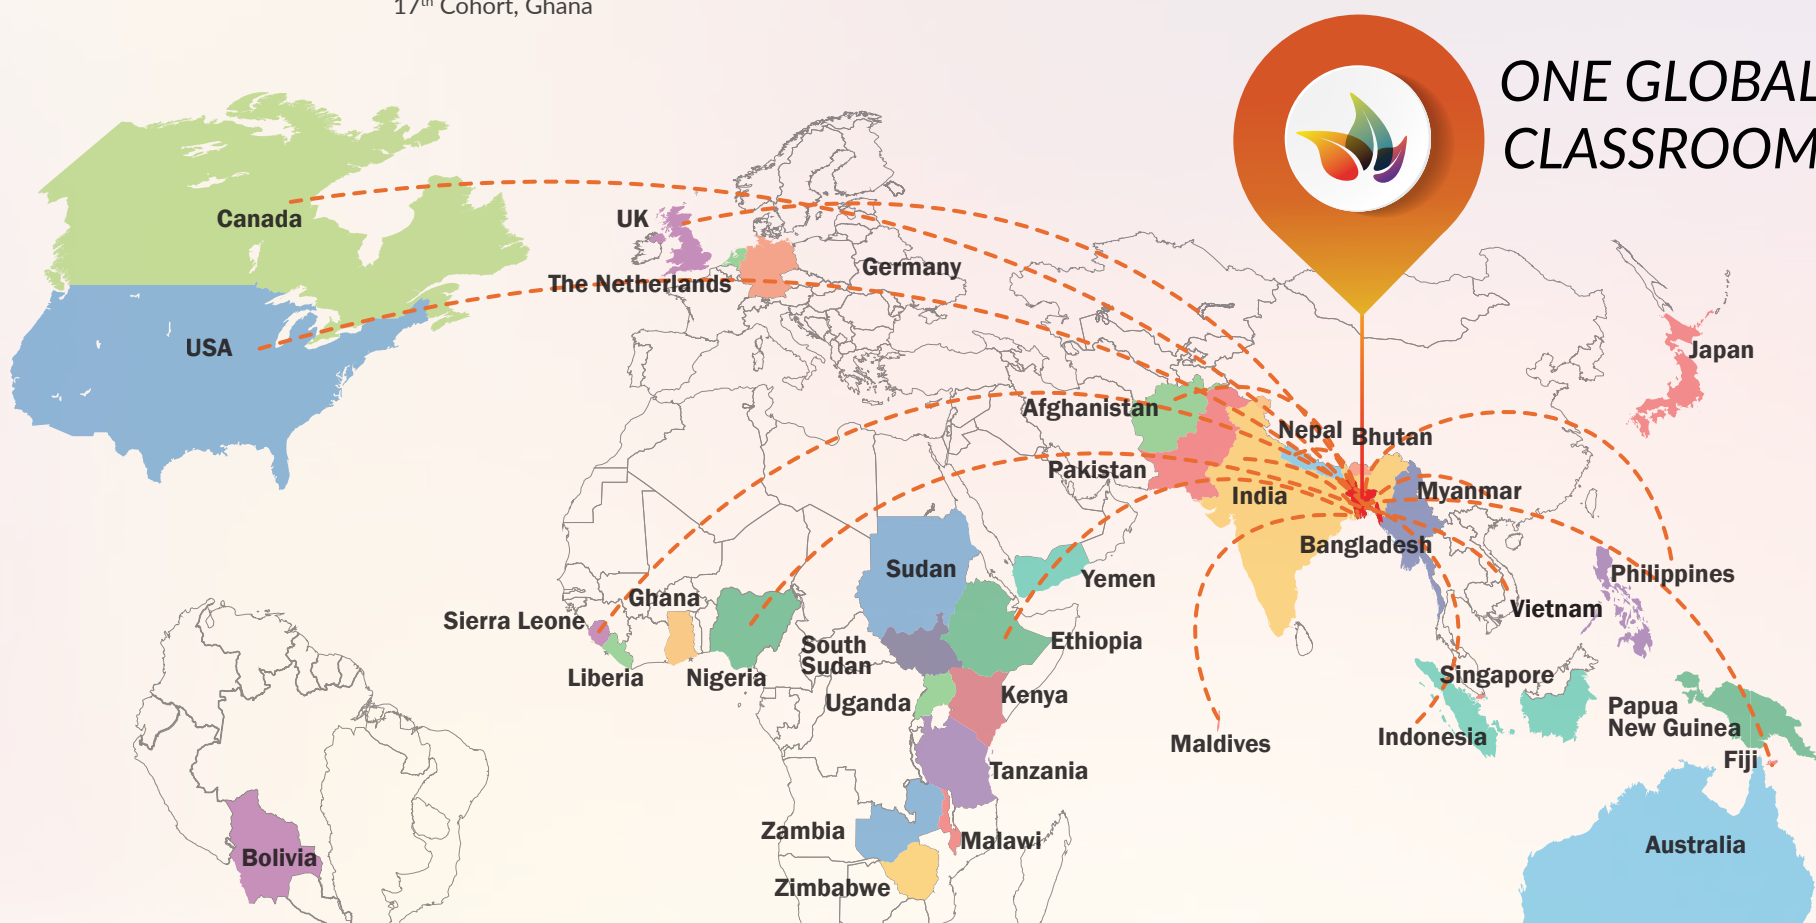 17th Cohort, Ghana
ONE GLOBAL
CLASSROOM
Canada
UK
The Netherlands
Germany
USA
Japan
Afghanistan
Nepal
Bhutan
Pakistan
India
Myanmar
Bangladesh
Sudan
Yemen
Philippines
Ghana
Sierra Leone
Vietnam
South
Sudan
Ethiopia
Liberia
Nigeria
Singapore
Uganda
Kenya
Papua
New Guinea
Maldives
Indonesia
Fiji
Tanzania
Zambia
Malawi
Australia
Bolivia
Zimbabwe